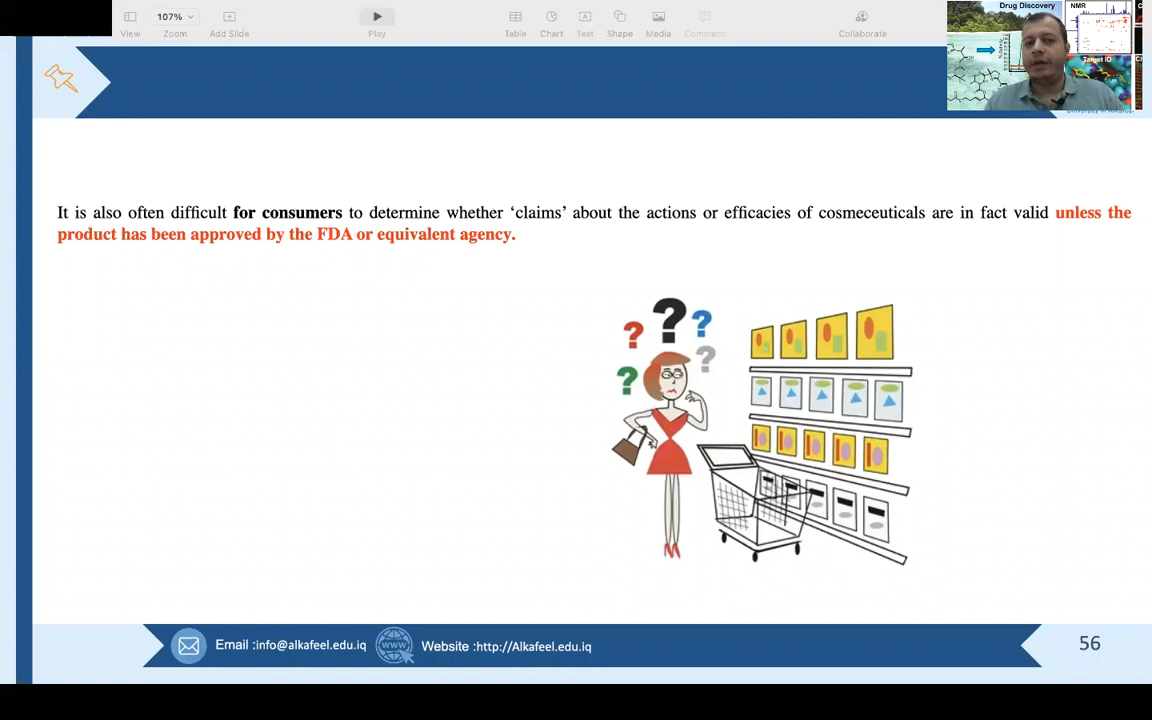 107%
View
Zoom
Add Slide
Play
Table
Chart
Text
Shape
Media
Comment
Collaborate
Drug Discovery
NMR
Target ID
It is also often difficult for consumers to determine whether ‘claims’ about the actions or efficacies of cosmeceuticals are in fact valid unless the
product has been approved by the FDA or equivalent agency.
? ? ? ? ?
Email :info@alkafeel.edu.iq
www
Website :http://Alkafeel.edu.iq
56